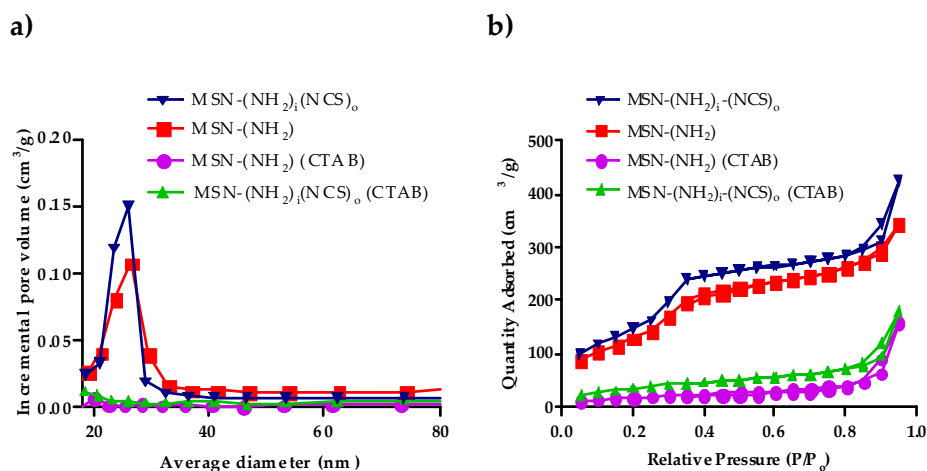 a)
MSN-(NH₂)ᵢ(NCS)ₒ
MSN-(NH₂)
MSN-(NH₂) (CTAB)
MSN-(NH₂)ᵢ(NCS)ₒ (CTAB)
Incremental pore volume (cm³/g)
0.20
0.15
0.10
0.05
0.00
20
40
60
80
Average diameter (nm)
b)
MSN-(NH₂)ᵢ-(NCS)ₒ
MSN-(NH₂)
MSN-(NH₂) (CTAB)
MSN-(NH₂)ᵢ-(NCS)ₒ (CTAB)
Quantity Adsorbed (cm³/g)
500
400
300
200
100
0
0.0
0.2
0.4
0.6
0.8
1.0
Relative Pressure (P/Pₒ)